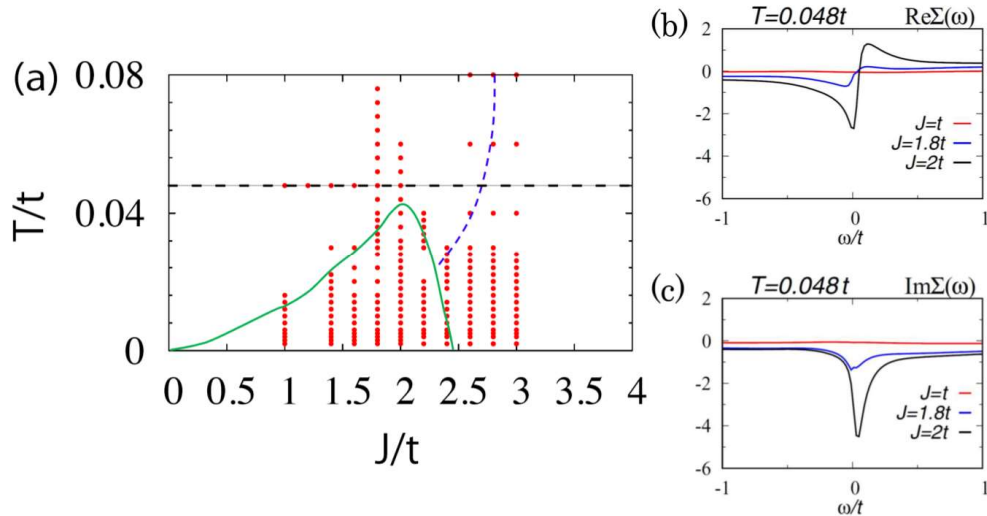 (a)
T/t
0.08
0.04
0
0 0.5 1 1.5 2 2.5 3 3.5 4
J/t
(b)
T=0.048t ReΣ(ω)
2
0
-2
-4
-6
J=t
J=1.8t
J=2t
-1 0 1
ω/t
(c)
T=0.048t ImΣ(ω)
2
0
-2
-4
-6
J=t
J=1.8t
J=2t
-1 0 1
ω/t